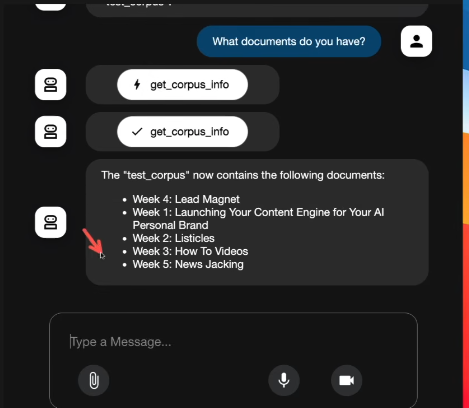 "test_corpus".
What documents do you have?
get_corpus_info
get_corpus_info
The "test_corpus" now contains the following documents:
• Week 4: Lead Magnet
• Week 1: Launching Your Content Engine for Your AI
Personal Brand
• Week 2: Listicles
• Week 3: How To Videos
• Week 5: News Jacking
Type a Message...